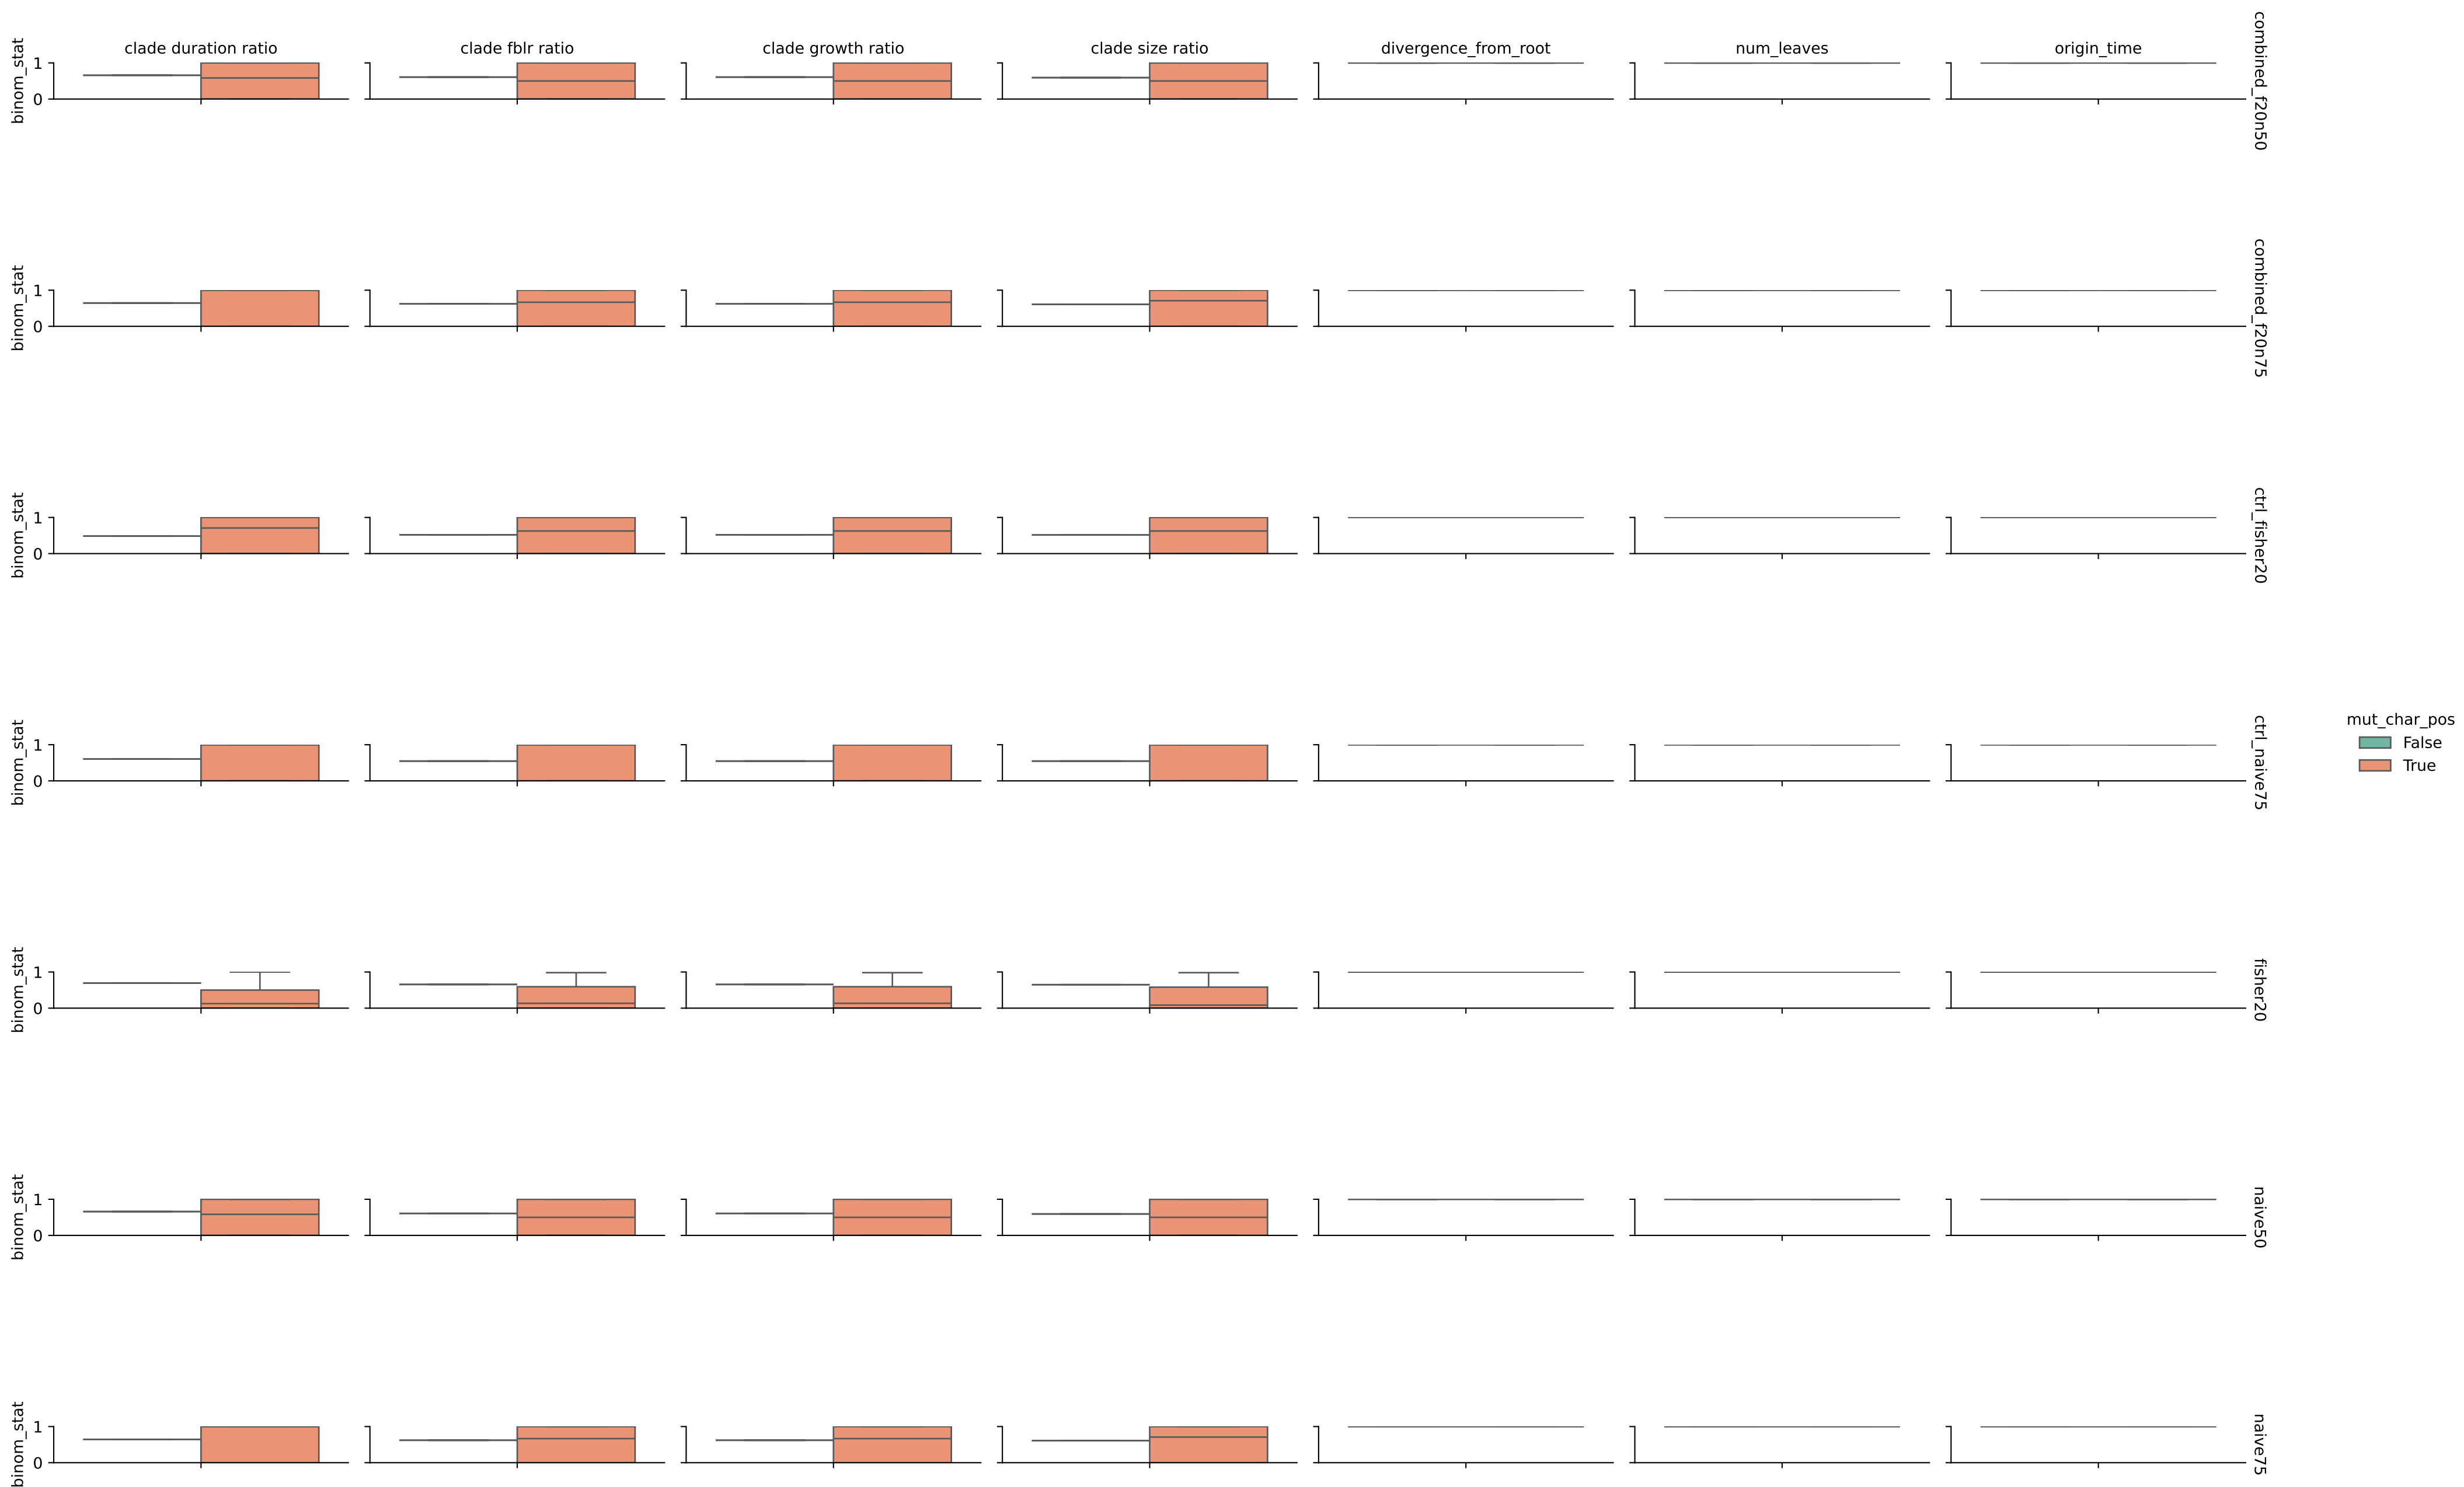 clade duration ratio
clade fblr ratio
clade growth ratio
clade size ratio
divergence_from_root
num_leaves
origin_time
binom_stat
1
0
combined_f20n50
binom_stat
1
0
combined_f20n75
binom_stat
1
0
ctrl_fisher20
binom_stat
1
0
ctrl_naive75
mut_char_pos
False
True
binom_stat
1
0
fisher20
binom_stat
1
0
naive50
binom_stat
1
0
naive75